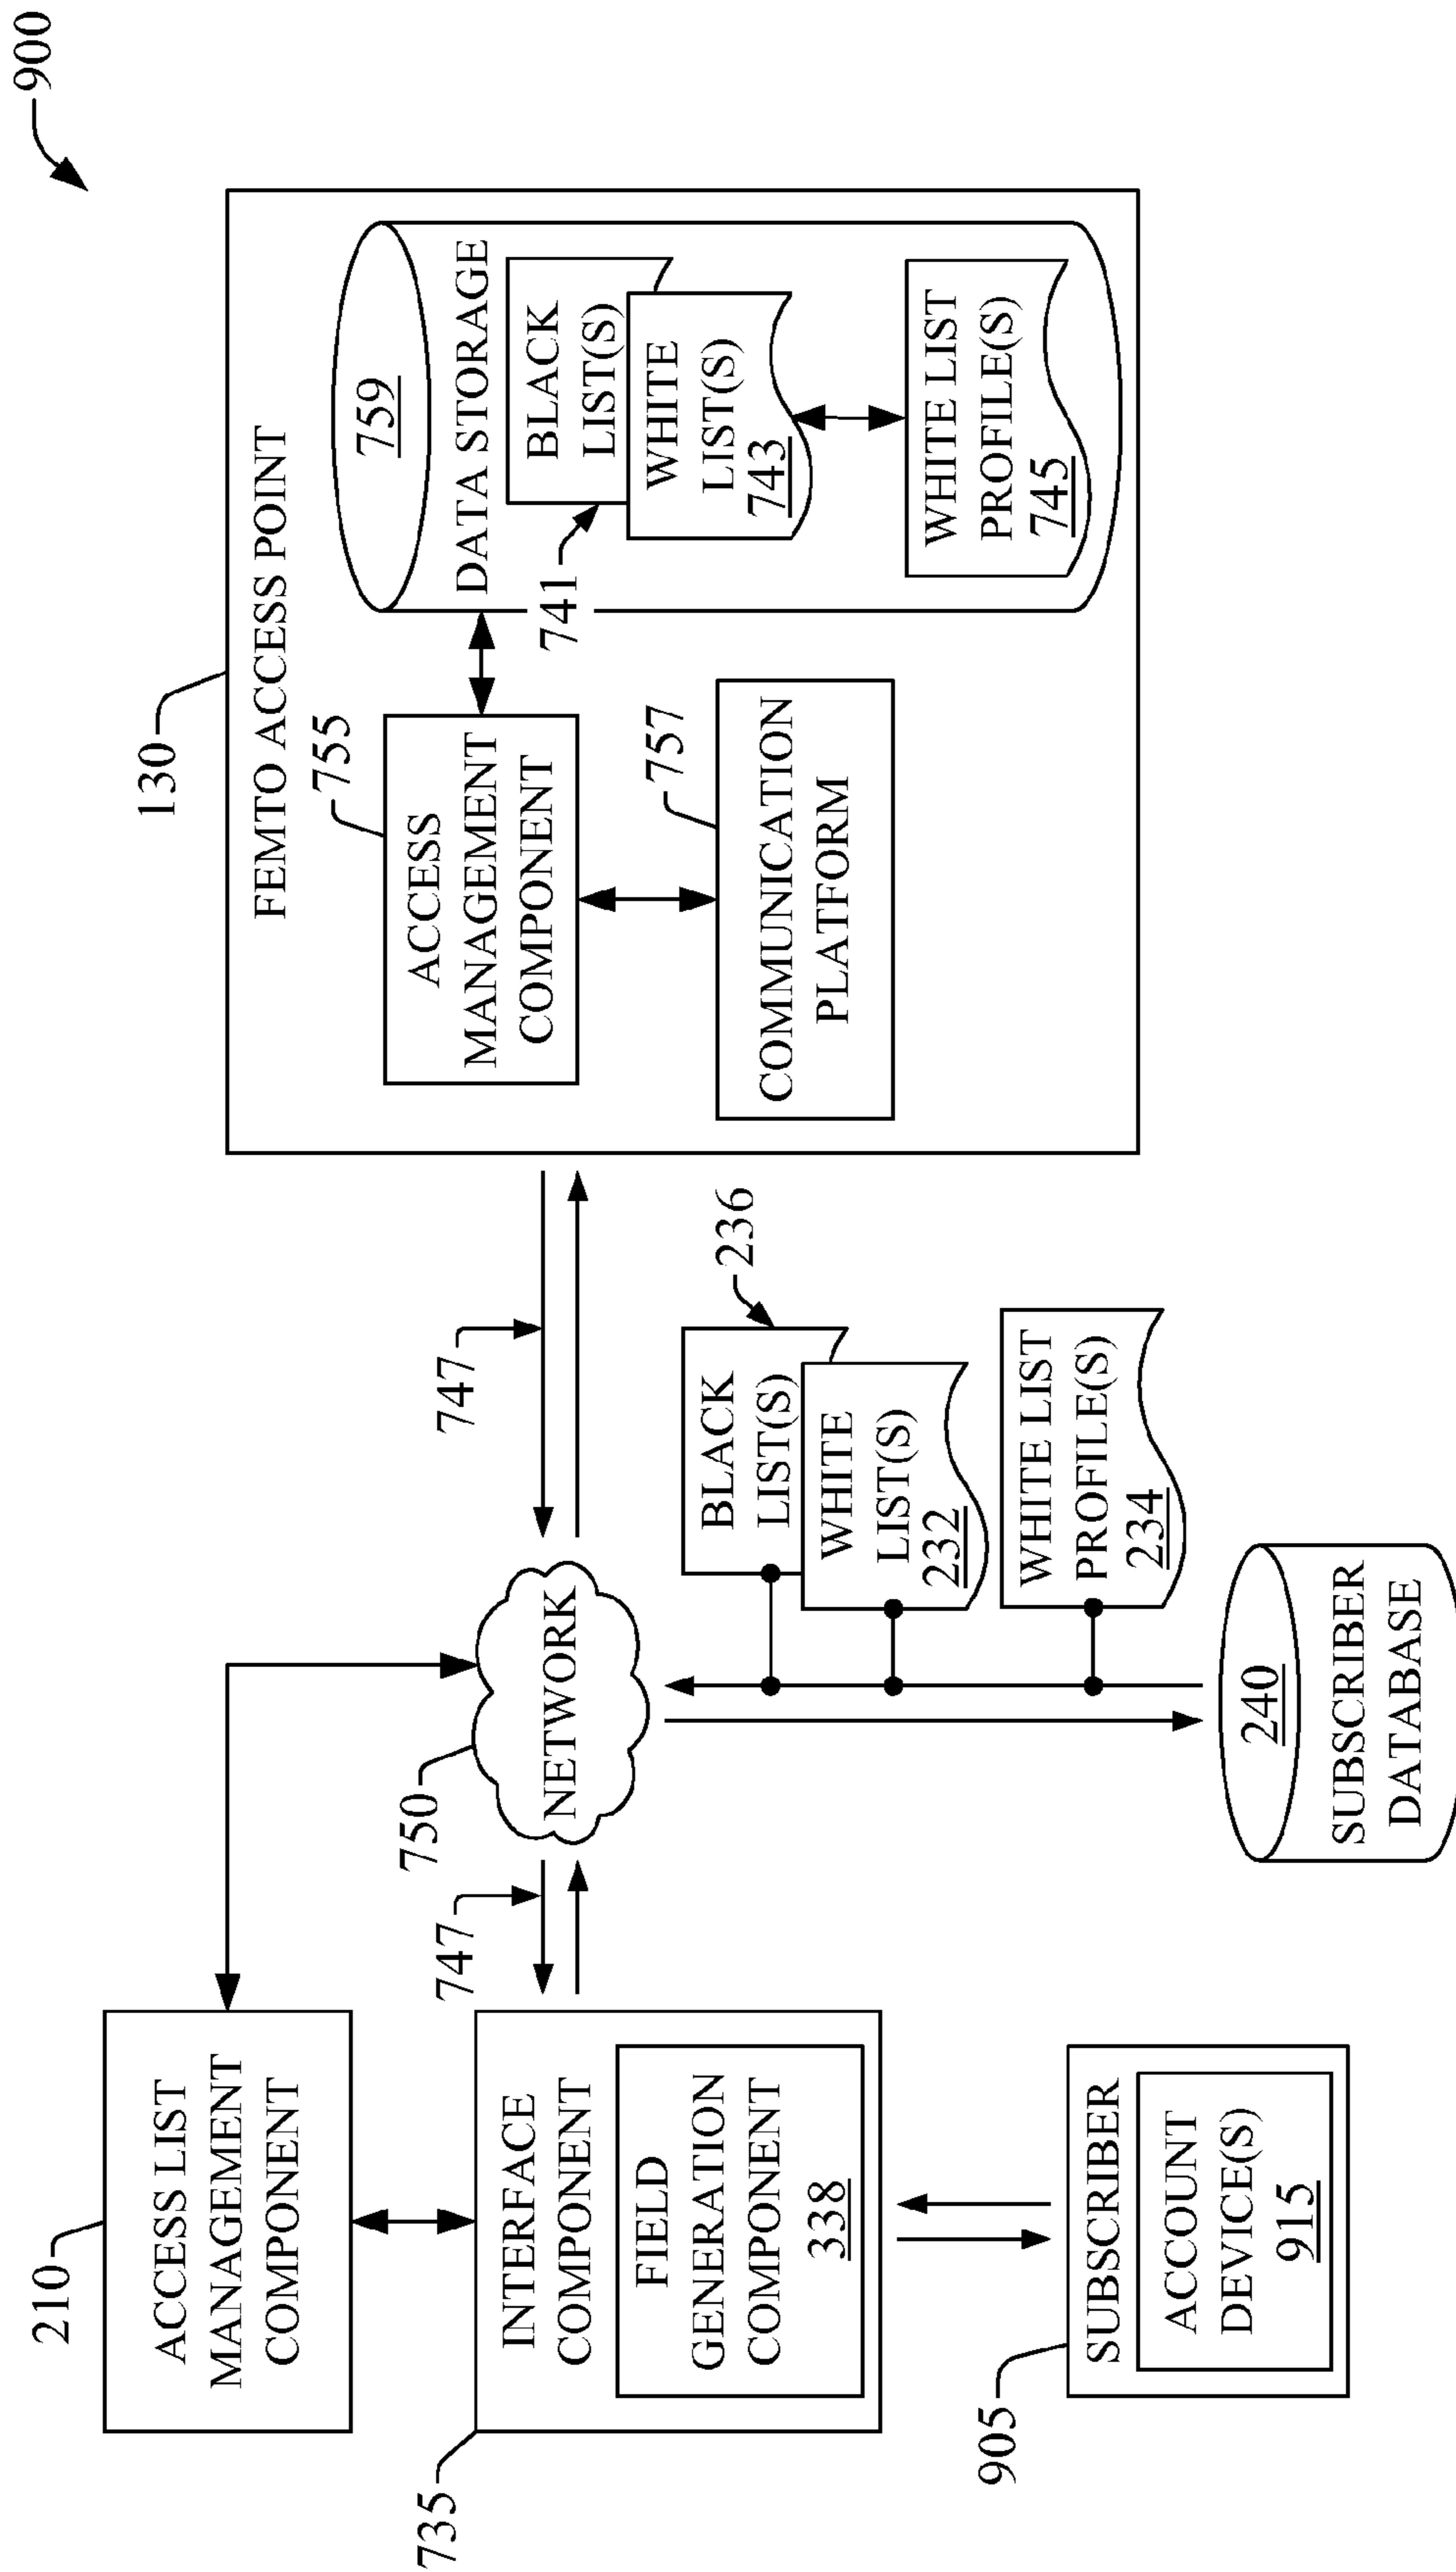 900
210
ACCESS LIST
MANAGEMENT
COMPONENT
735
INTERFACE
COMPONENT
FIELD
GENERATION
COMPONENT
338
905
SUBSCRIBER
ACCOUNT
DEVICE(S)
915
747
750
NETWORK
747
BLACK
LIST(S)
236
WHITE
LIST(S)
232
WHITE LIST
PROFILE(S)
234
240
SUBSCRIBER
DATABASE
130
FEMTO ACCESS POINT
755
ACCESS
MANAGEMENT
COMPONENT
757
COMMUNICATION
PLATFORM
759
DATA STORAGE
BLACK
LIST(S)
741
WHITE
LIST(S)
743
WHITE LIST
PROFILE(S)
745